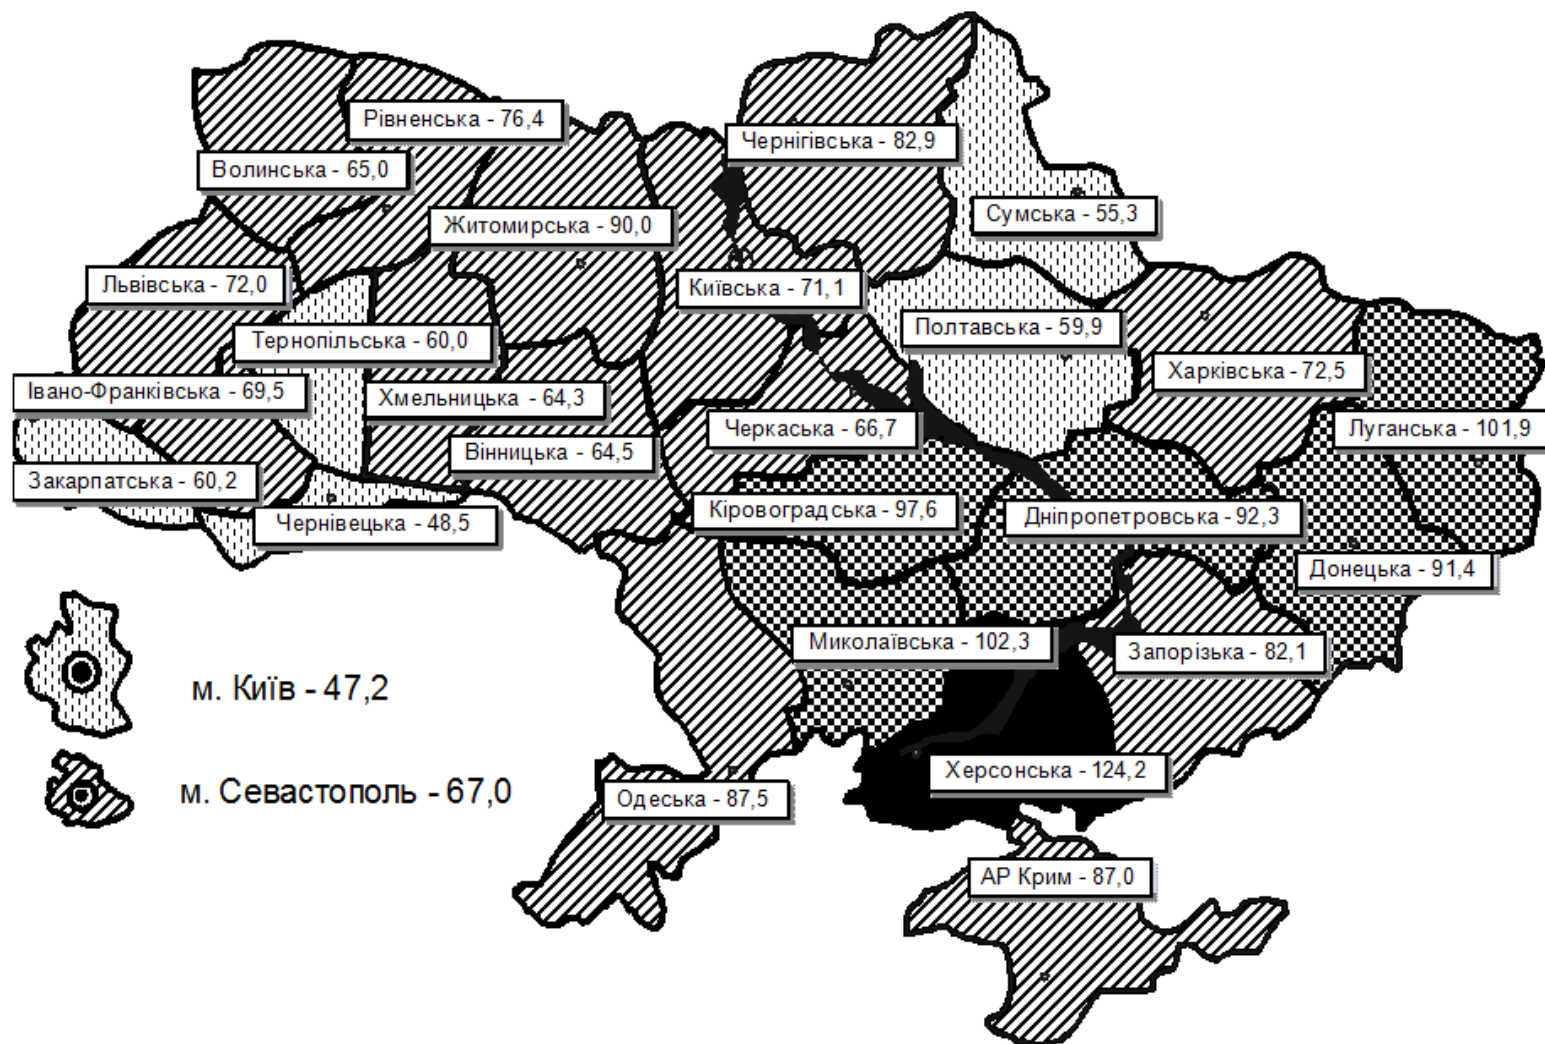 Рівненська - 76,4
Чернігівська - 82,9
Волинська - 65,0
Житомирська - 90,0
Сумська - 55,3
Львівська - 72,0
Київська - 71,1
Полтавська - 59,9
Тернопільська - 60,0
Харківська - 72,5
Івано-Франківська - 69,5
Хмельницька - 64,3
Черкаська - 66,7
Луганська - 101,9
Вінницька - 64,5
Закарпатська - 60,2
Кіровоградська - 97,6
Дніпропетровська - 92,3
Чернівецька - 48,5
Донецька - 91,4
Миколаївська - 102,3
Запорізька - 82,1
м. Київ - 47,2
Херсонська - 124,2
м. Севастополь - 67,0
Одеська - 87,5
АР Крим - 87,0